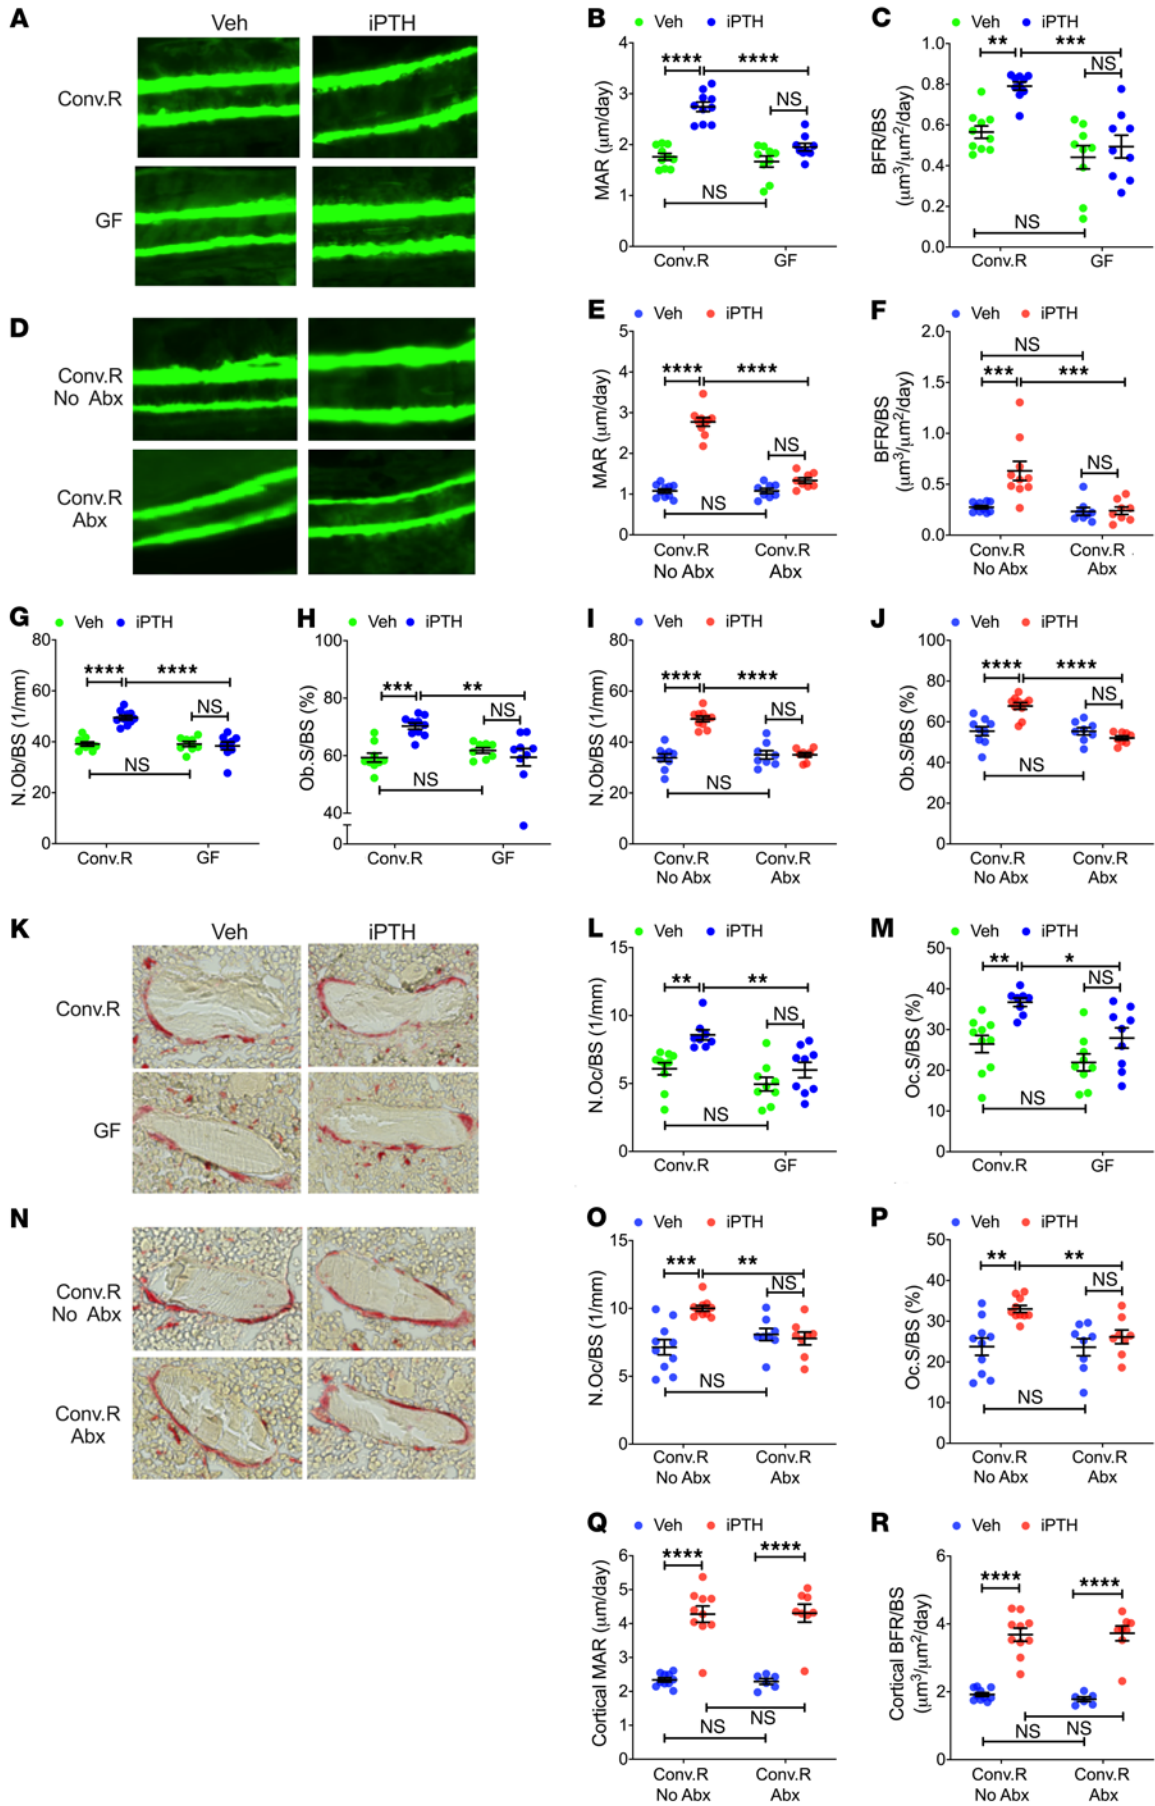 A
Veh
iPTH
Conv.R
GF
B
Veh
iPTH
MAR (μm/day)
4
3
2
1
0
****
****
NS
NS
Conv.R
GF
C
Veh
iPTH
BFR/BS
(μm³/μm²/day)
1.0
0.8
0.6
0.4
0.2
0.0
**
***
NS
NS
Conv.R
GF
D
Conv.R
No Abx
Conv.R
Abx
E
Veh
iPTH
MAR (μm/day)
5
4
3
2
1
0
****
****
NS
NS
Conv.R
No Abx
Conv.R
Abx
F
Veh
iPTH
BFR/BS
(μm³/μm²/day)
2.0
1.5
1.0
0.5
0.0
NS
***
***
NS
Conv.R
No Abx
Conv.R
Abx
G
Veh
iPTH
N.Ob/BS (1/mm)
80
60
40
20
0
****
****
NS
NS
Conv.R
GF
H
Veh
iPTH
Ob.S/BS (%)
100
80
60
40
0
***
**
NS
NS
Conv.R
GF
I
Veh
iPTH
N.Ob/BS (1/mm)
80
60
40
20
0
****
****
NS
NS
Conv.R
No Abx
Conv.R
Abx
J
Veh
iPTH
Ob.S/BS (%)
100
80
60
40
20
0
****
****
NS
NS
Conv.R
No Abx
Conv.R
Abx
K
Veh
iPTH
Conv.R
GF
L
Veh
iPTH
N.Oc/BS (1/mm)
15
10
5
0
**
**
NS
NS
Conv.R
GF
M
Veh
iPTH
Oc.S/BS (%)
50
40
30
20
10
0
**
*
NS
NS
Conv.R
GF
N
Conv.R
No Abx
Conv.R
Abx
O
Veh
iPTH
N.Oc/BS (1/mm)
15
10
5
0
***
**
NS
NS
Conv.R
No Abx
Conv.R
Abx
P
Veh
iPTH
Oc.S/BS (%)
50
40
30
20
10
0
**
**
NS
NS
Conv.R
No Abx
Conv.R
Abx
Q
Veh
iPTH
Cortical MAR (μm/day)
6
5
4
3
2
1
0
****
****
NS
NS
Conv.R
No Abx
Conv.R
Abx
R
Veh
iPTH
Cortical BFR/BS
(μm³/μm²/day)
6
4
2
0
****
****
NS
NS
Conv.R
No Abx
Conv.R
Abx